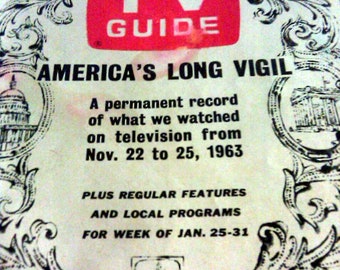 TV
GUIDE
AMERICA'S LONG VIGIL
A permanent record
of what we watched
on television from
Nov. 22 to 25, 1963
PLUS REGULAR FEATURES
AND LOCAL PROGRAMS
FOR WEEK OF JAN. 25-31